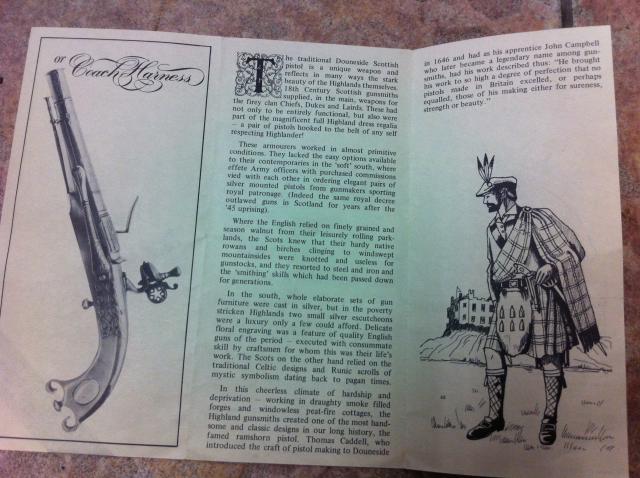 or Coach Harness
The traditional Douneside Scottish
pistol is a unique weapon and
reflects in many ways the stark
beauty of the Highlands themselves.
18th Century Scottish gunsmiths
supplied, in the main, weapons for
the firey clan Chiefs, Dukes and Lairds. These had
not only to be entirely functional, but also were
part of the magnificent full Highland dress regalia
— a pair of pistols hooked to the belt of any self
respecting Highlander!
These armourers worked in almost primitive
conditions. They lacked the easy options available
to their contemporaries in the 'soft' south, where
effete Army officers with purchased commissions
vied with each other in ordering elegant pairs of
silver mounted pistols from gunmakers sporting
royal patronage. (Indeed the same royal decree
outlawed guns in Scotland for years after the
'45 uprising).
Where the English relied on finely grained and
season walnut from their leisurely rolling park-
lands, the Scots knew that their hardy native
rowans and birches clinging to windswept
mountainsides were knotted and useless for
gunstocks, and they resorted to steel and iron and
the 'smithing' skills which had been passed down
for generations.
In the south, whole elaborate sets of gun
furniture were cast in silver, but in the poverty
stricken Highlands two small silver escutcheons
were a luxury only a few could afford. Delicate
floral engraving was a feature of quality English
guns of the period — executed with consummate
skill by craftsmen for whom this was their life's
work. The Scots on the other hand relied on the
traditional Celtic designs and Runic scrolls of
mystic symbolism dating back to pagan times.
In this cheerless climate of hardship and
deprivation — working in draughty smoke filled
forges and windowless peat-fire cottages, the
Highland gunsmiths created one of the most hand-
some and classic designs in our long history, the
famed ramshorn pistol. Thomas Caddell, who
introduced the craft of pistol making to Douneside
in 1646 and had as his apprentice John Campbell
who later became a legendary name among gun-
smiths, had his work described thus: "He brought
his work to so high a degree of perfection that no
pistols made in Britain excelled, or perhaps
equalled, those of his making either for sureness,
strength or beauty."